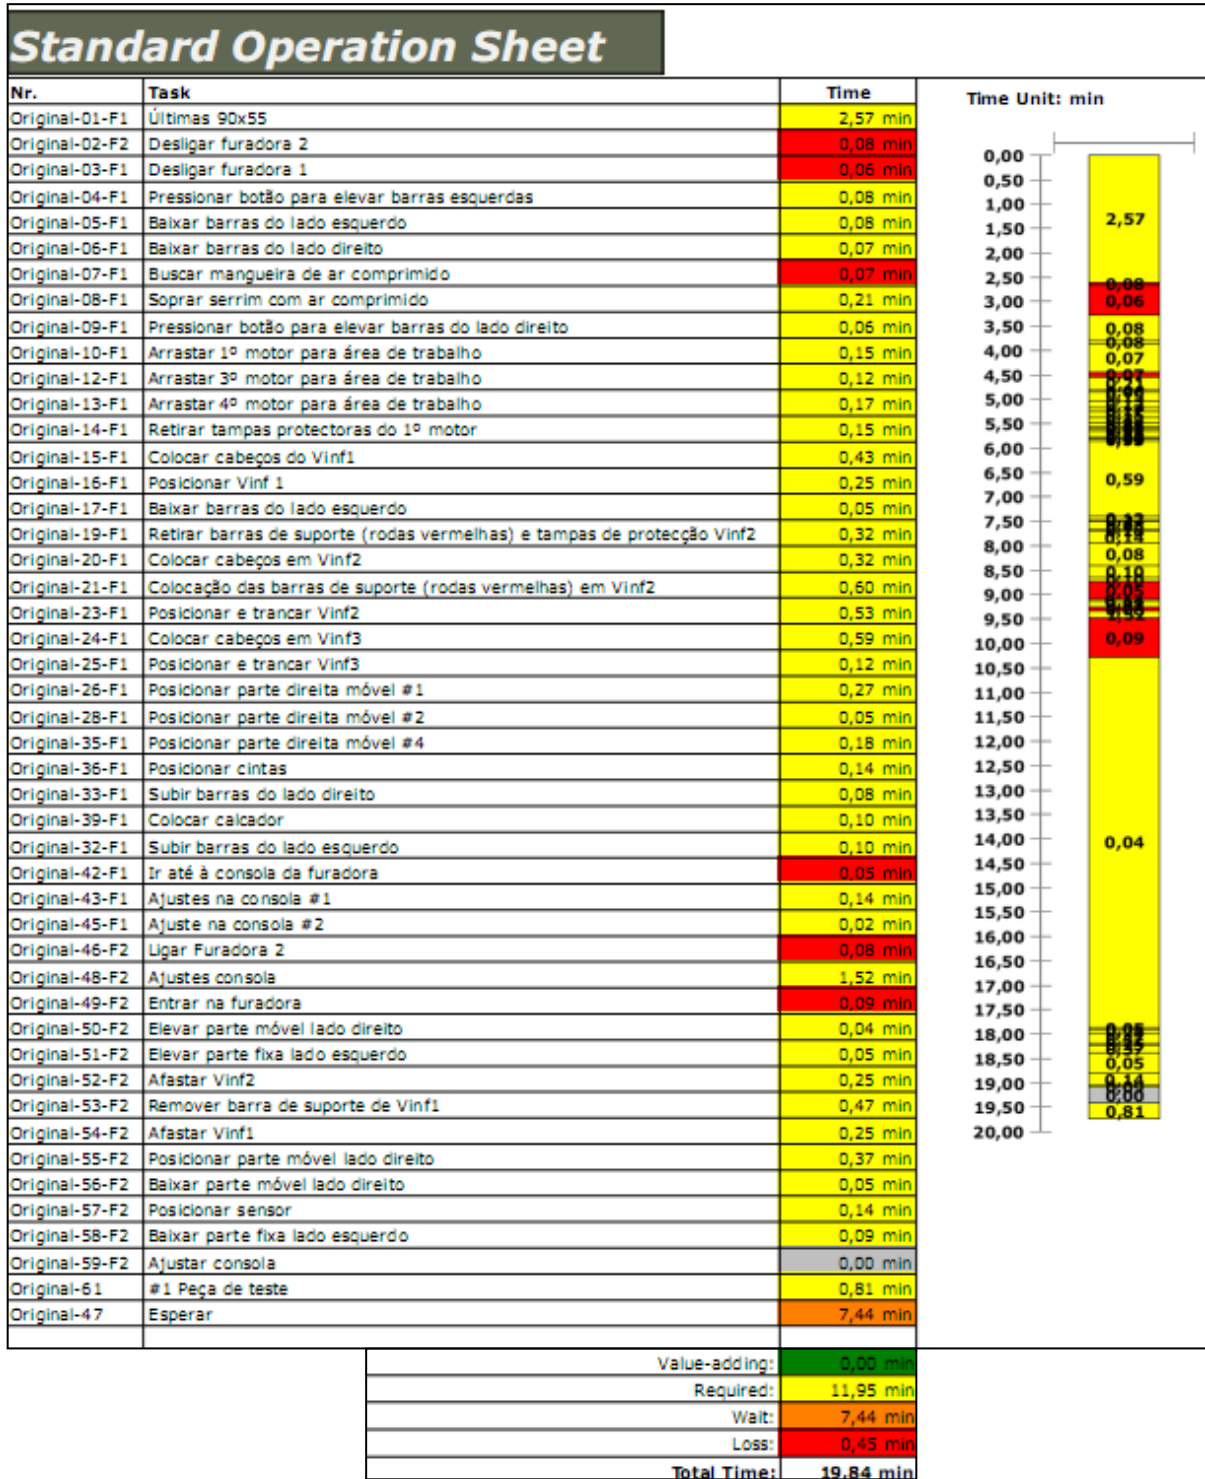 Standard Operation Sheet
Nr. Task Time
Time Unit: min
Original-01-F1 Últimas 90x55 2,57 min
Original-02-F2 Desligar furadora 2 0,08 min
Original-03-F1 Desligar furadora 1 0,06 min
Original-04-F1 Pressionar botão para elevar barras esquerdas 0,08 min
Original-05-F1 Baixar barras do lado esquerdo 0,08 min
Original-06-F1 Baixar barras do lado direito 0,07 min
Original-07-F1 Buscar mangueira de ar comprimido 0,07 min
Original-08-F1 Soprar serrim com ar comprimido 0,21 min
Original-09-F1 Pressionar botão para elevar barras do lado direito 0,06 min
Original-10-F1 Arrastar 1º motor para área de trabalho 0,15 min
Original-12-F1 Arrastar 3º motor para área de trabalho 0,12 min
Original-13-F1 Arrastar 4º motor para área de trabalho 0,17 min
Original-14-F1 Retirar tampas protectoras do 1º motor 0,15 min
Original-15-F1 Colocar cabeços do Vinf1 0,43 min
Original-16-F1 Posicionar Vinf 1 0,25 min
Original-17-F1 Baixar barras do lado esquerdo 0,05 min
Original-19-F1 Retirar barras de suporte (rodas vermelhas) e tampas de protecção Vinf2 0,32 min
Original-20-F1 Colocar cabeços em Vinf2 0,32 min
Original-21-F1 Colocação das barras de suporte (rodas vermelhas) em Vinf2 0,60 min
Original-23-F1 Posicionar e trancar Vinf2 0,53 min
Original-24-F1 Colocar cabeços em Vinf3 0,59 min
Original-25-F1 Posicionar e trancar Vinf3 0,12 min
Original-26-F1 Posicionar parte direita móvel #1 0,27 min
Original-28-F1 Posicionar parte direita móvel #2 0,05 min
Original-35-F1 Posicionar parte direita móvel #4 0,18 min
Original-36-F1 Posicionar cintas 0,14 min
Original-33-F1 Subir barras do lado direito 0,08 min
Original-39-F1 Colocar calcador 0,10 min
Original-32-F1 Subir barras do lado esquerdo 0,10 min
Original-42-F1 Ir até à consola da furadora 0,05 min
Original-43-F1 Ajustes na consola #1 0,14 min
Original-45-F1 Ajuste na consola #2 0,02 min
Original-46-F2 Ligar Furadora 2 0,08 min
Original-48-F2 Ajustes consola 1,52 min
Original-49-F2 Entrar na furadora 0,09 min
Original-50-F2 Elevar parte móvel lado direito 0,04 min
Original-51-F2 Elevar parte fixa lado esquerdo 0,05 min
Original-52-F2 Afastar Vinf2 0,25 min
Original-53-F2 Remover barra de suporte de Vinf1 0,47 min
Original-54-F2 Afastar Vinf1 0,25 min
Original-55-F2 Posicionar parte móvel lado direito 0,37 min
Original-56-F2 Baixar parte móvel lado direito 0,05 min
Original-57-F2 Posicionar sensor 0,14 min
Original-58-F2 Baixar parte fixa lado esquerdo 0,09 min
Original-59-F2 Ajustar consola 0,00 min
Original-61 #1 Peça de teste 0,81 min
Original-47 Esperar 7,44 min
Value-adding: 0,00 min
Required: 11,95 min
Wait: 7,44 min
Loss: 0,45 min
Total Time: 19,84 min
0,00
0,50
1,00
1,50
2,00
2,50
3,00
3,50
4,00
4,50
5,00
5,50
6,00
6,50
7,00
7,50
8,00
8,50
9,00
9,50
10,00
10,50
11,00
11,50
12,00
12,50
13,00
13,50
14,00
14,50
15,00
15,50
16,00
16,50
17,00
17,50
18,00
18,50
19,00
19,50
20,00
2,57
0,08
0,06
0,08
0,08
0,07
0,07
0,59
0,08
0,10
0,05
1,52
0,09
0,04
0,05
0,05
0,14
0,00
0,81